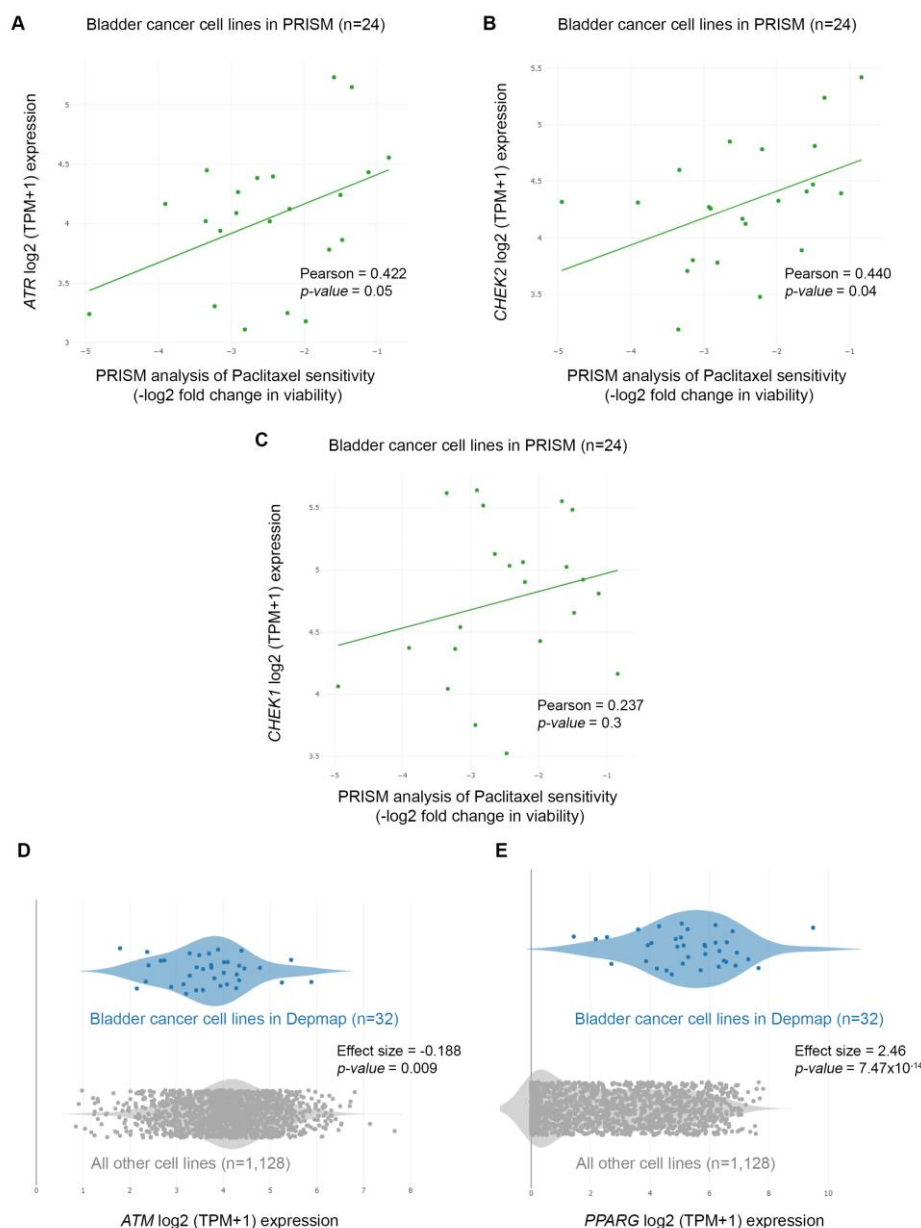 A
Bladder cancer cell lines in PRISM (n=24)
ATR log2 (TPM+1) expression
5
4.5
4
3.5
3
Pearson = 0.422
p-value = 0.05
−5
−4
−3
−2
−1
PRISM analysis of Paclitaxel sensitivity
(-log2 fold change in viability)
B
Bladder cancer cell lines in PRISM (n=24)
CHEK2 log2 (TPM+1) expression
5.5
5
4.5
4
3.5
Pearson = 0.440
p-value = 0.04
−5
−4
−3
−2
−1
PRISM analysis of Paclitaxel sensitivity
(-log2 fold change in viability)
C
Bladder cancer cell lines in PRISM (n=24)
CHEK1 log2 (TPM+1) expression
5.5
5
4.5
4
3.5
Pearson = 0.237
p-value = 0.3
−5
−4
−3
−2
−1
PRISM analysis of Paclitaxel sensitivity
(-log2 fold change in viability)
D
Bladder cancer cell lines in Depmap (n=32)
Effect size = -0.188
p-value = 0.009
All other cell lines (n=1,128)
0
1
2
3
4
5
6
7
8
ATM log2 (TPM+1) expression
E
Bladder cancer cell lines in Depmap (n=32)
Effect size = 2.46
p-value = 7.47x10⁻¹⁴
All other cell lines (n=1,128)
0
2
4
6
8
10
PPARG log2 (TPM+1) expression